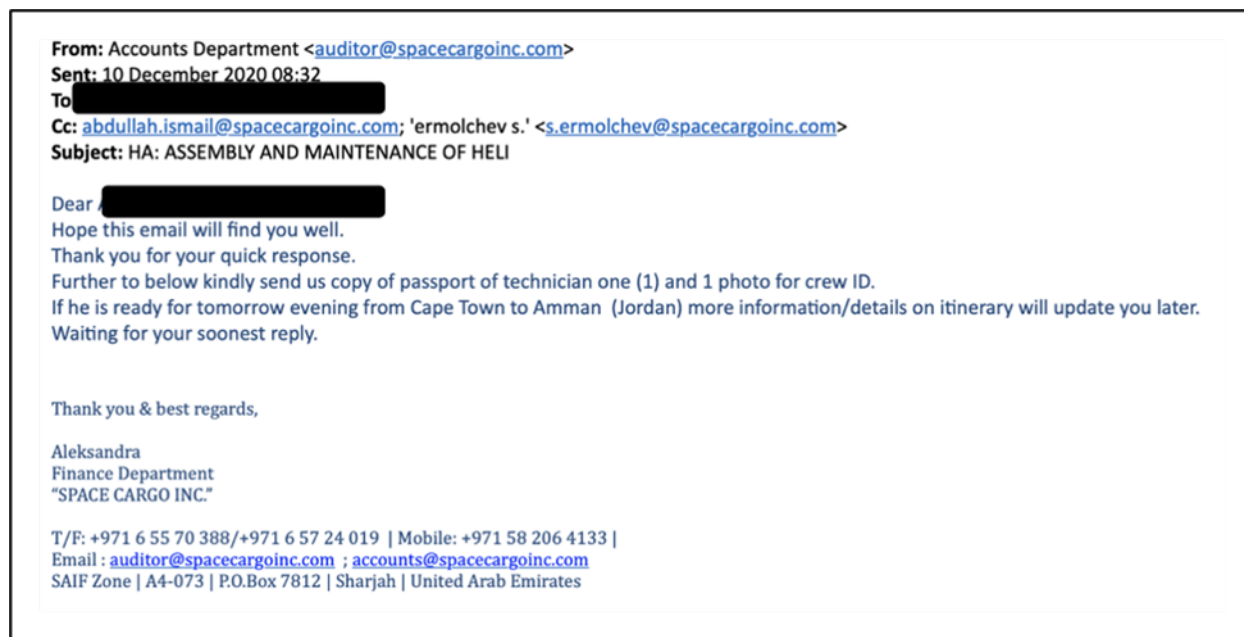 From: Accounts Department <auditor@spacecargoinc.com>
Sent: 10 December 2020 08:32
To
Cc: abdullah.ismail@spacecargoinc.com; 'ermolchev s.' <s.ermolchev@spacecargoinc.com>
Subject: HA: ASSEMBLY AND MAINTENANCE OF HELI
Dear
Hope this email will find you well.
Thank you for your quick response.
Further to below kindly send us copy of passport of technician one (1) and 1 photo for crew ID.
If he is ready for tomorrow evening from Cape Town to Amman (Jordan) more information/details on itinerary will update you later.
Waiting for your soonest reply.
Thank you & best regards,
Aleksandra
Finance Department
“SPACE CARGO INC.”
T/F: +971 6 55 70 388/+971 6 57 24 019 | Mobile: +971 58 206 4133 |
Email : auditor@spacecargoinc.com ; accounts@spacecargoinc.com
SAIF Zone | A4-073 | P.O.Box 7812 | Sharjah | United Arab Emirates